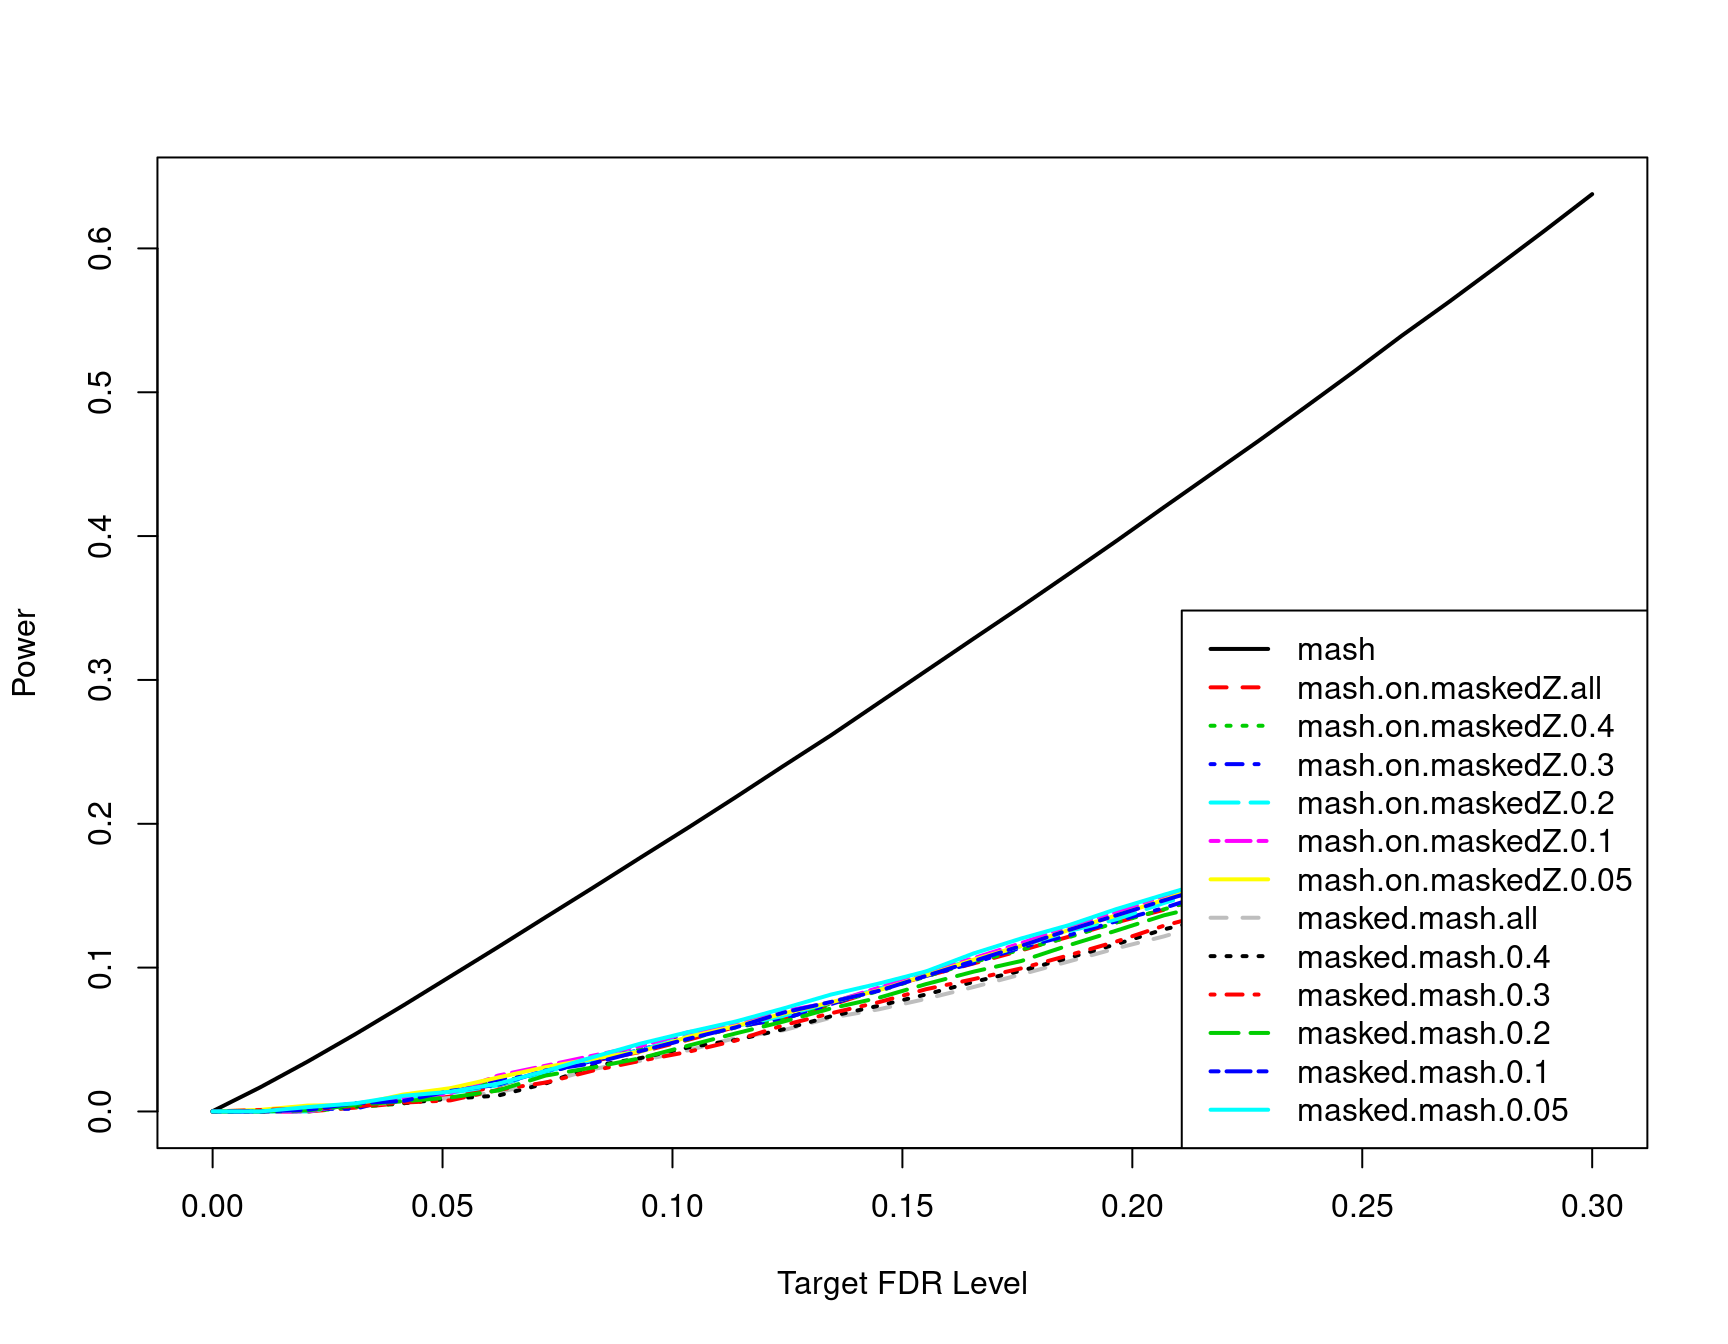 Power
0.6
0.5
0.4
0.3
0.2
0.1
0.0
mash
mash.on.maskedZ.all
mash.on.maskedZ.0.4
mash.on.maskedZ.0.3
mash.on.maskedZ.0.2
mash.on.maskedZ.0.1
mash.on.maskedZ.0.05
masked.mash.all
masked.mash.0.4
masked.mash.0.3
masked.mash.0.2
masked.mash.0.1
masked.mash.0.05
0.00 0.05 0.10 0.15 0.20 0.25 0.30
Target FDR Level